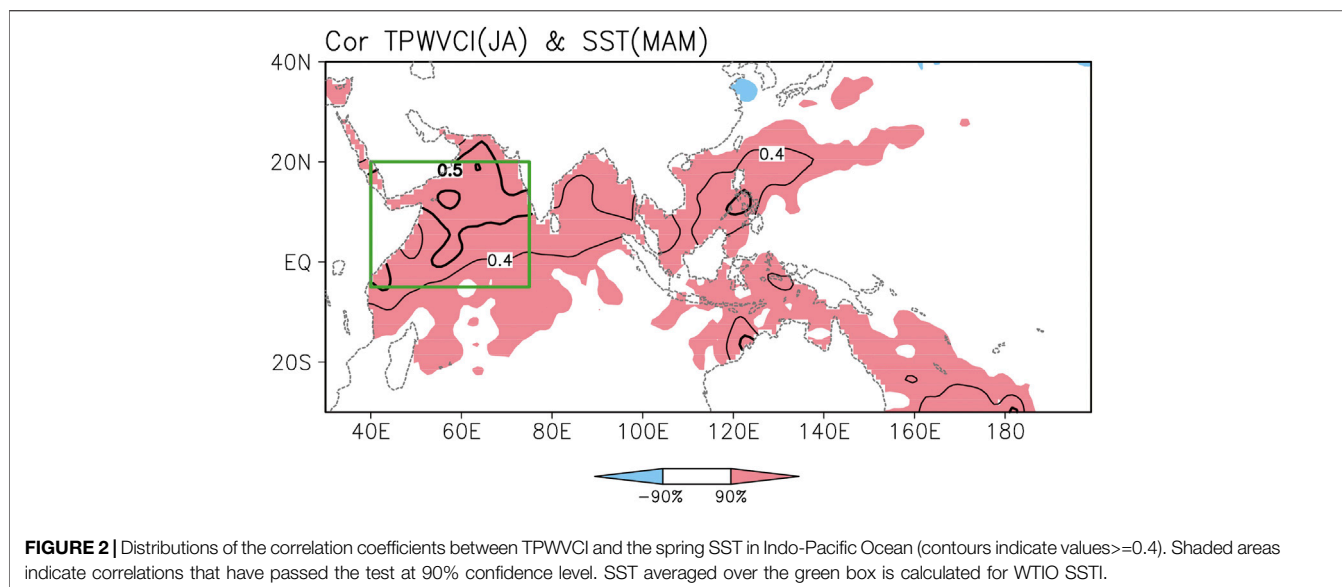 Cor TPWVCI(JA) & SST(MAM)
40N
20N
EQ
20S
0.5
0.4
0.4
40E 60E 80E 100E 120E 140E 160E 180
-90% 90%
FIGURE 2 | Distributions of the correlation coefficients between TPWVCI and the spring SST in Indo-Pacific Ocean (contours indicate values>=0.4). Shaded areas
indicate correlations that have passed the test at 90% confidence level. SST averaged over the green box is calculated for WTIO SSTI.